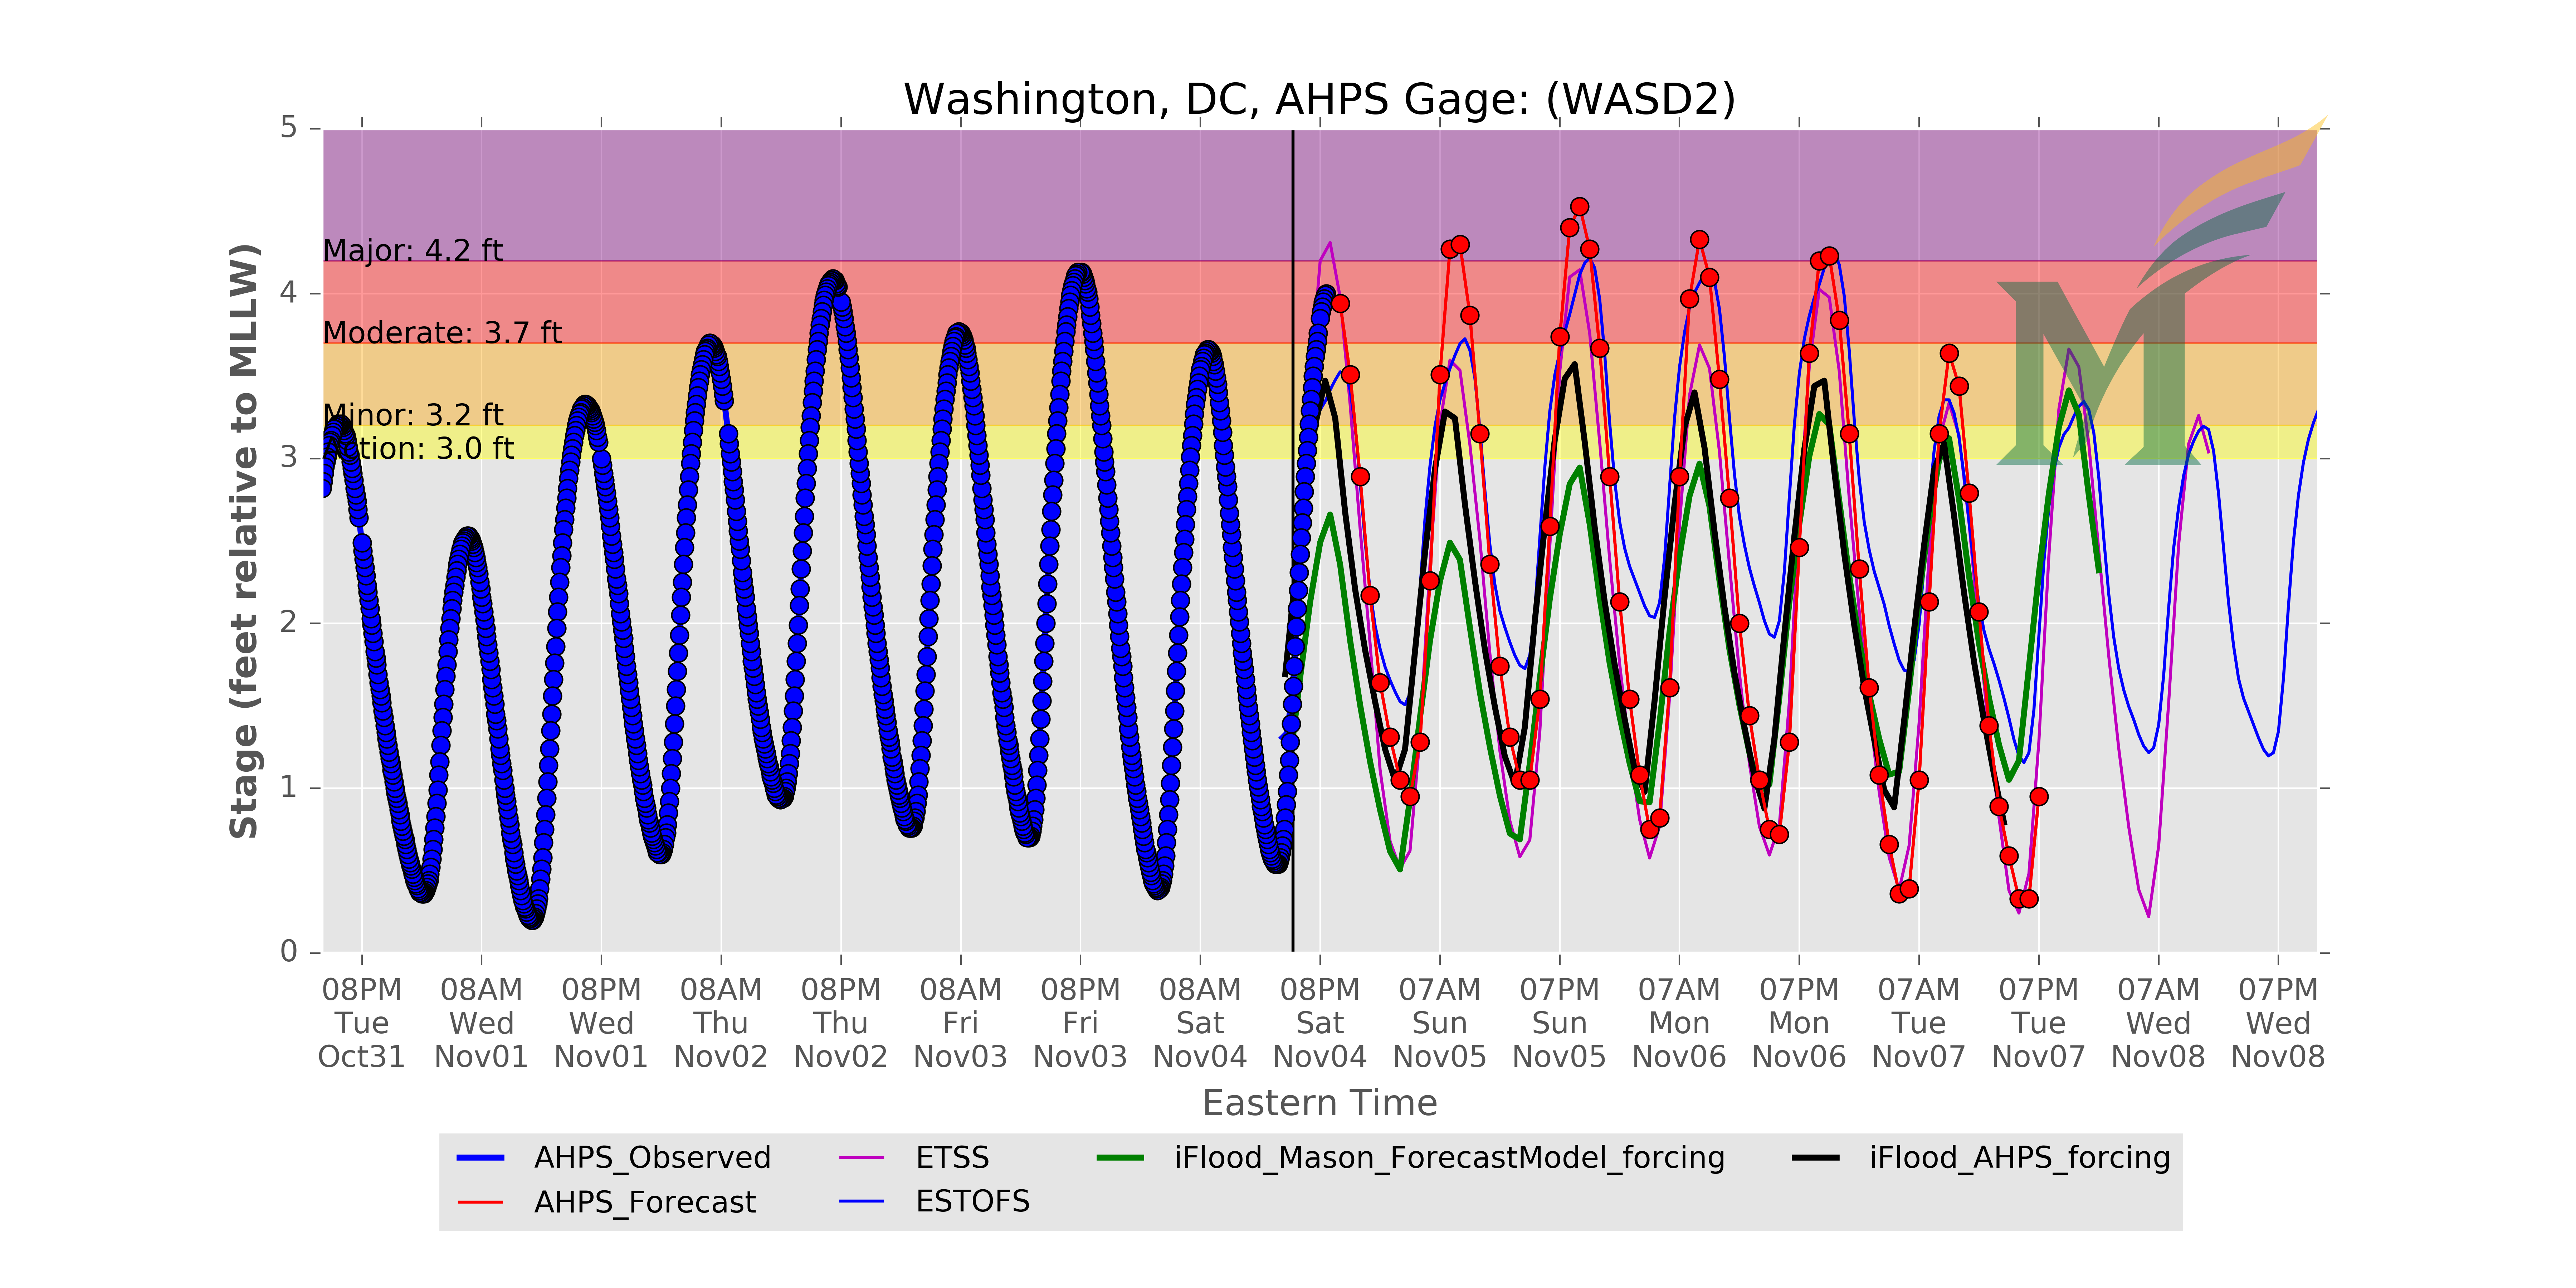 Washington, DC, AHPS Gage: (WASD2)
Stage (feet relative to MLLW)
5
4
3
2
1
0
Major: 4.2 ft
Moderate: 3.7 ft
Minor: 3.2 ft
ction: 3.0 ft
08PM 08AM 08PM 08AM 08PM 08AM 08PM 08AM 08PM 07AM 07PM 07AM 07PM 07AM 07PM 07AM 07PM
Tue Wed Wed Thu Thu Fri Fri Sat Sat Sun Sun Mon Mon Tue Tue Wed Wed
Oct31 Nov01 Nov01 Nov02 Nov02 Nov03 Nov03 Nov04 Nov04 Nov05 Nov05 Nov06 Nov06 Nov07 Nov07 Nov08 Nov08
Eastern Time
AHPS_Observed ETSS iFlood_Mason_ForecastModel_forcing iFlood_AHPS_forcing
AHPS_Forecast ESTOFS
M